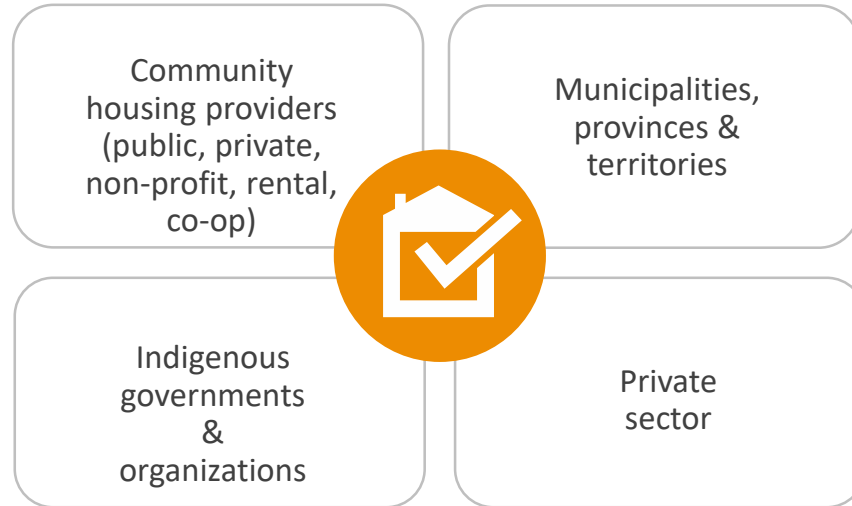 Community
housing providers
(public, private,
non-profit, rental,
co-op)
Municipalities,
provinces &
territories
Indigenous
governments
&
organizations
Private
sector